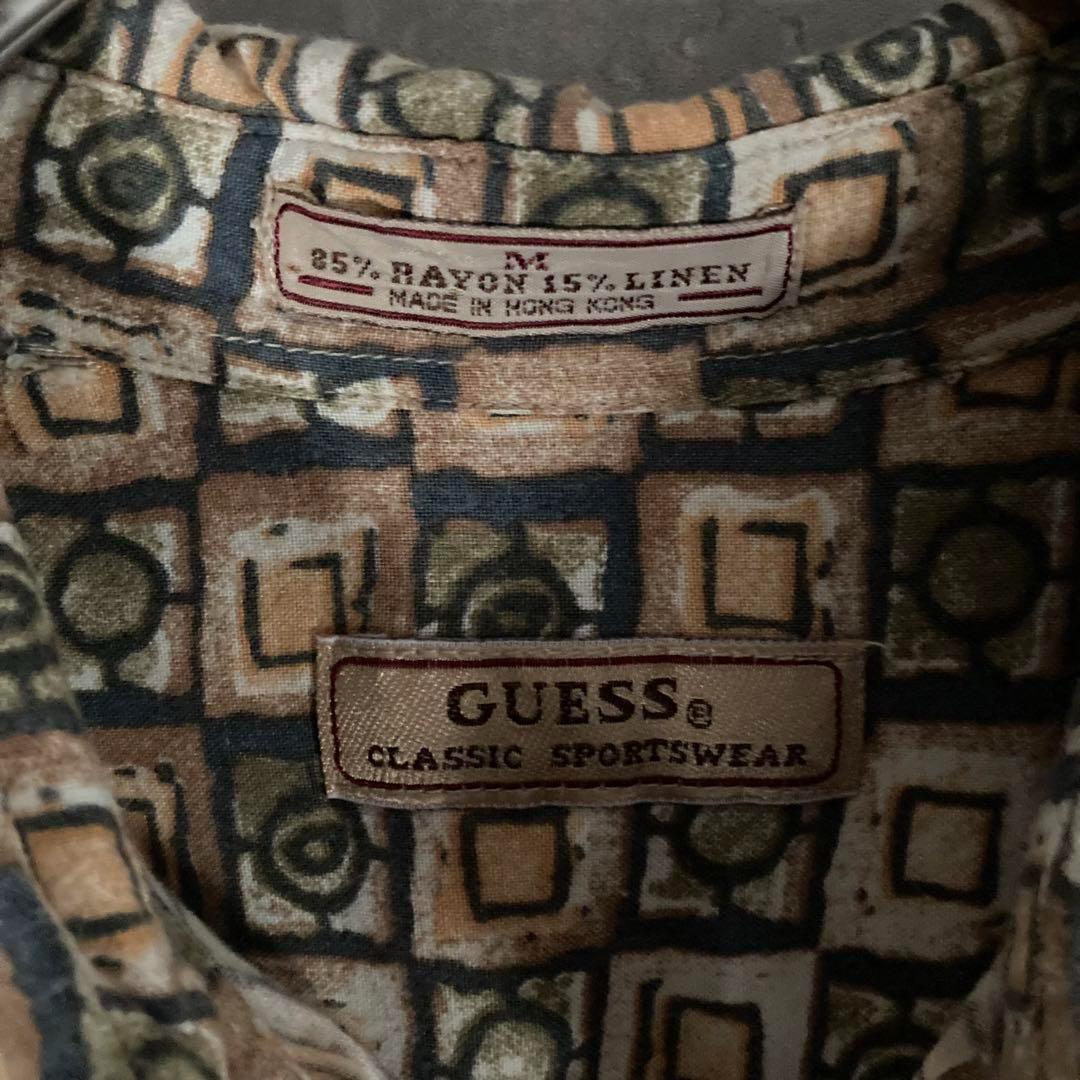 M
85% RAYON 15% LINEN
MADE IN HONG KONG
GUESS®
CLASSIC SPORTSWEAR